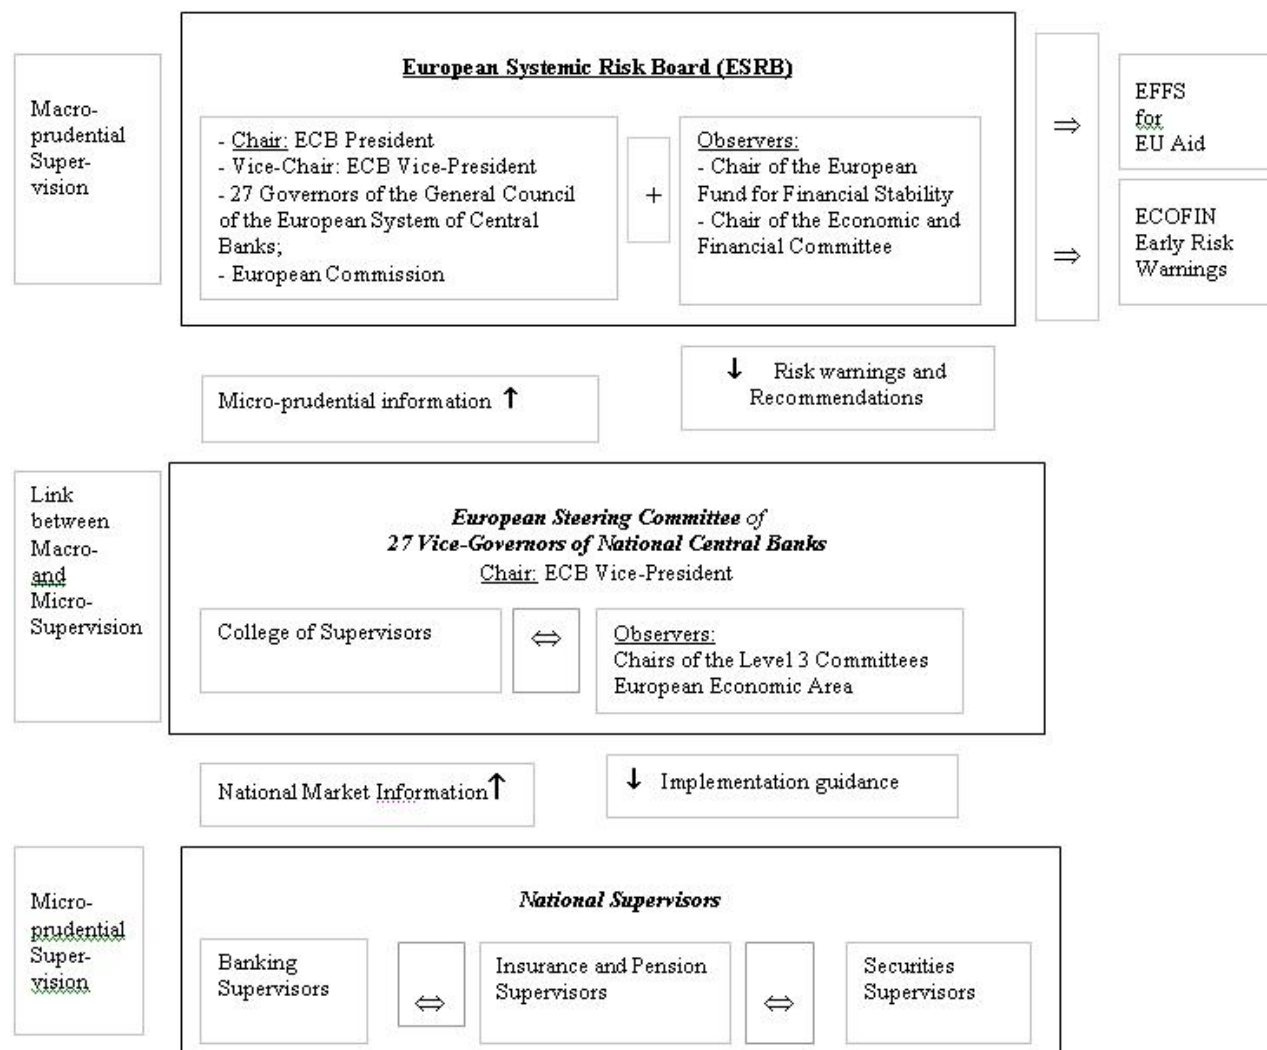 European Systemic Risk Board (ESRB)
Macro-
prudential
Super-
vision
- Chair: ECB President
- Vice-Chair: ECB Vice-President
- 27 Governors of the General Council
of the European System of Central
Banks;
- European Commission
+
Observers:
- Chair of the European
Fund for Financial Stability
- Chair of the Economic and
Financial Committee
⇒
⇒
EFFS
for
EU Aid
ECOFIN
Early Risk
Warnings
Micro-prudential information ↑
↓ Risk warnings and
Recommendations
Link
between
Macro-
and
Micro-
Supervision
European Steering Committee of
27 Vice-Governors of National Central Banks
Chair: ECB Vice-President
College of Supervisors
⇔
Observers:
Chairs of the Level 3 Committees
European Economic Area
National Market Information↑
↓ Implementation guidance
Micro-
prudential
Super-
vision
National Supervisors
Banking
Supervisors
⇔
Insurance and Pension
Supervisors
⇔
Securities
Supervisors